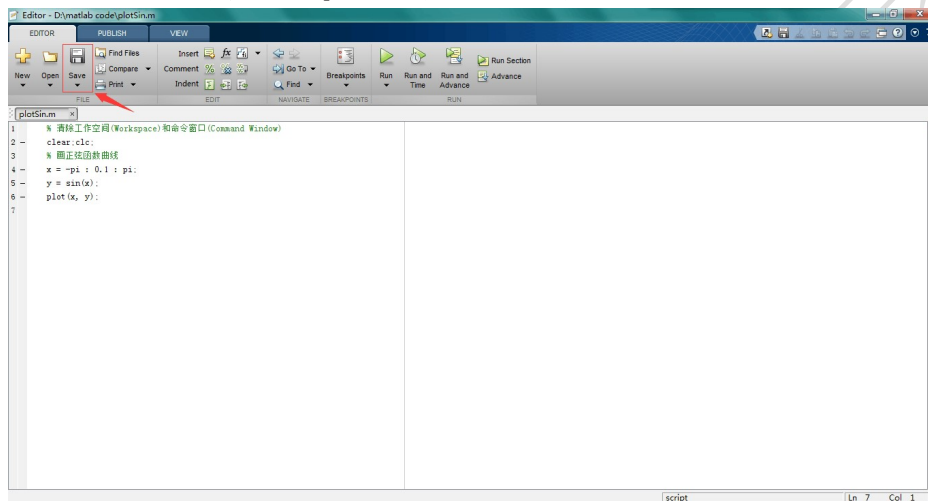 Editor - D:\matlab code\plotSin.m
EDITOR PUBLISH VIEW
New Open Save Find Files Compare Print Insert Comment Indent Go To Find Breakpoints Run Run and Time Run and Advance Run Section Advance
FILE EDIT NAVIGATE BREAKPOINTS RUN
plotSin.m ×
1 % 清除工作空间(Workspace)和命令窗口(Command Window)
2 – clear;clc;
3 % 画正弦函数曲线
4 – x = -pi : 0.1 : pi;
5 – y = sin(x);
6 – plot(x, y);
7
script Ln 7 Col 1